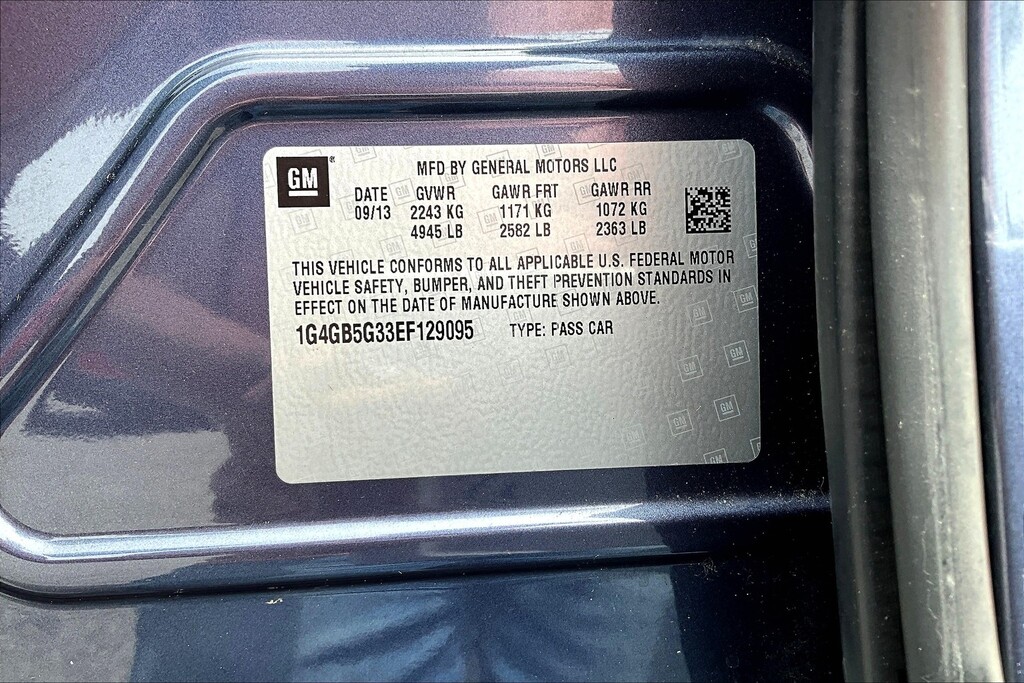 GM®
MFD BY GENERAL MOTORS LLC
DATE GVWR GAWR FRT GAWR RR
09/13 2243 KG 1171 KG 1072 KG
4945 LB 2582 LB 2363 LB
THIS VEHICLE CONFORMS TO ALL APPLICABLE U.S. FEDERAL MOTOR
VEHICLE SAFETY, BUMPER, AND THEFT PREVENTION STANDARDS IN
EFFECT ON THE DATE OF MANUFACTURE SHOWN ABOVE.
1G4GB5G33EF129095 TYPE: PASS CAR